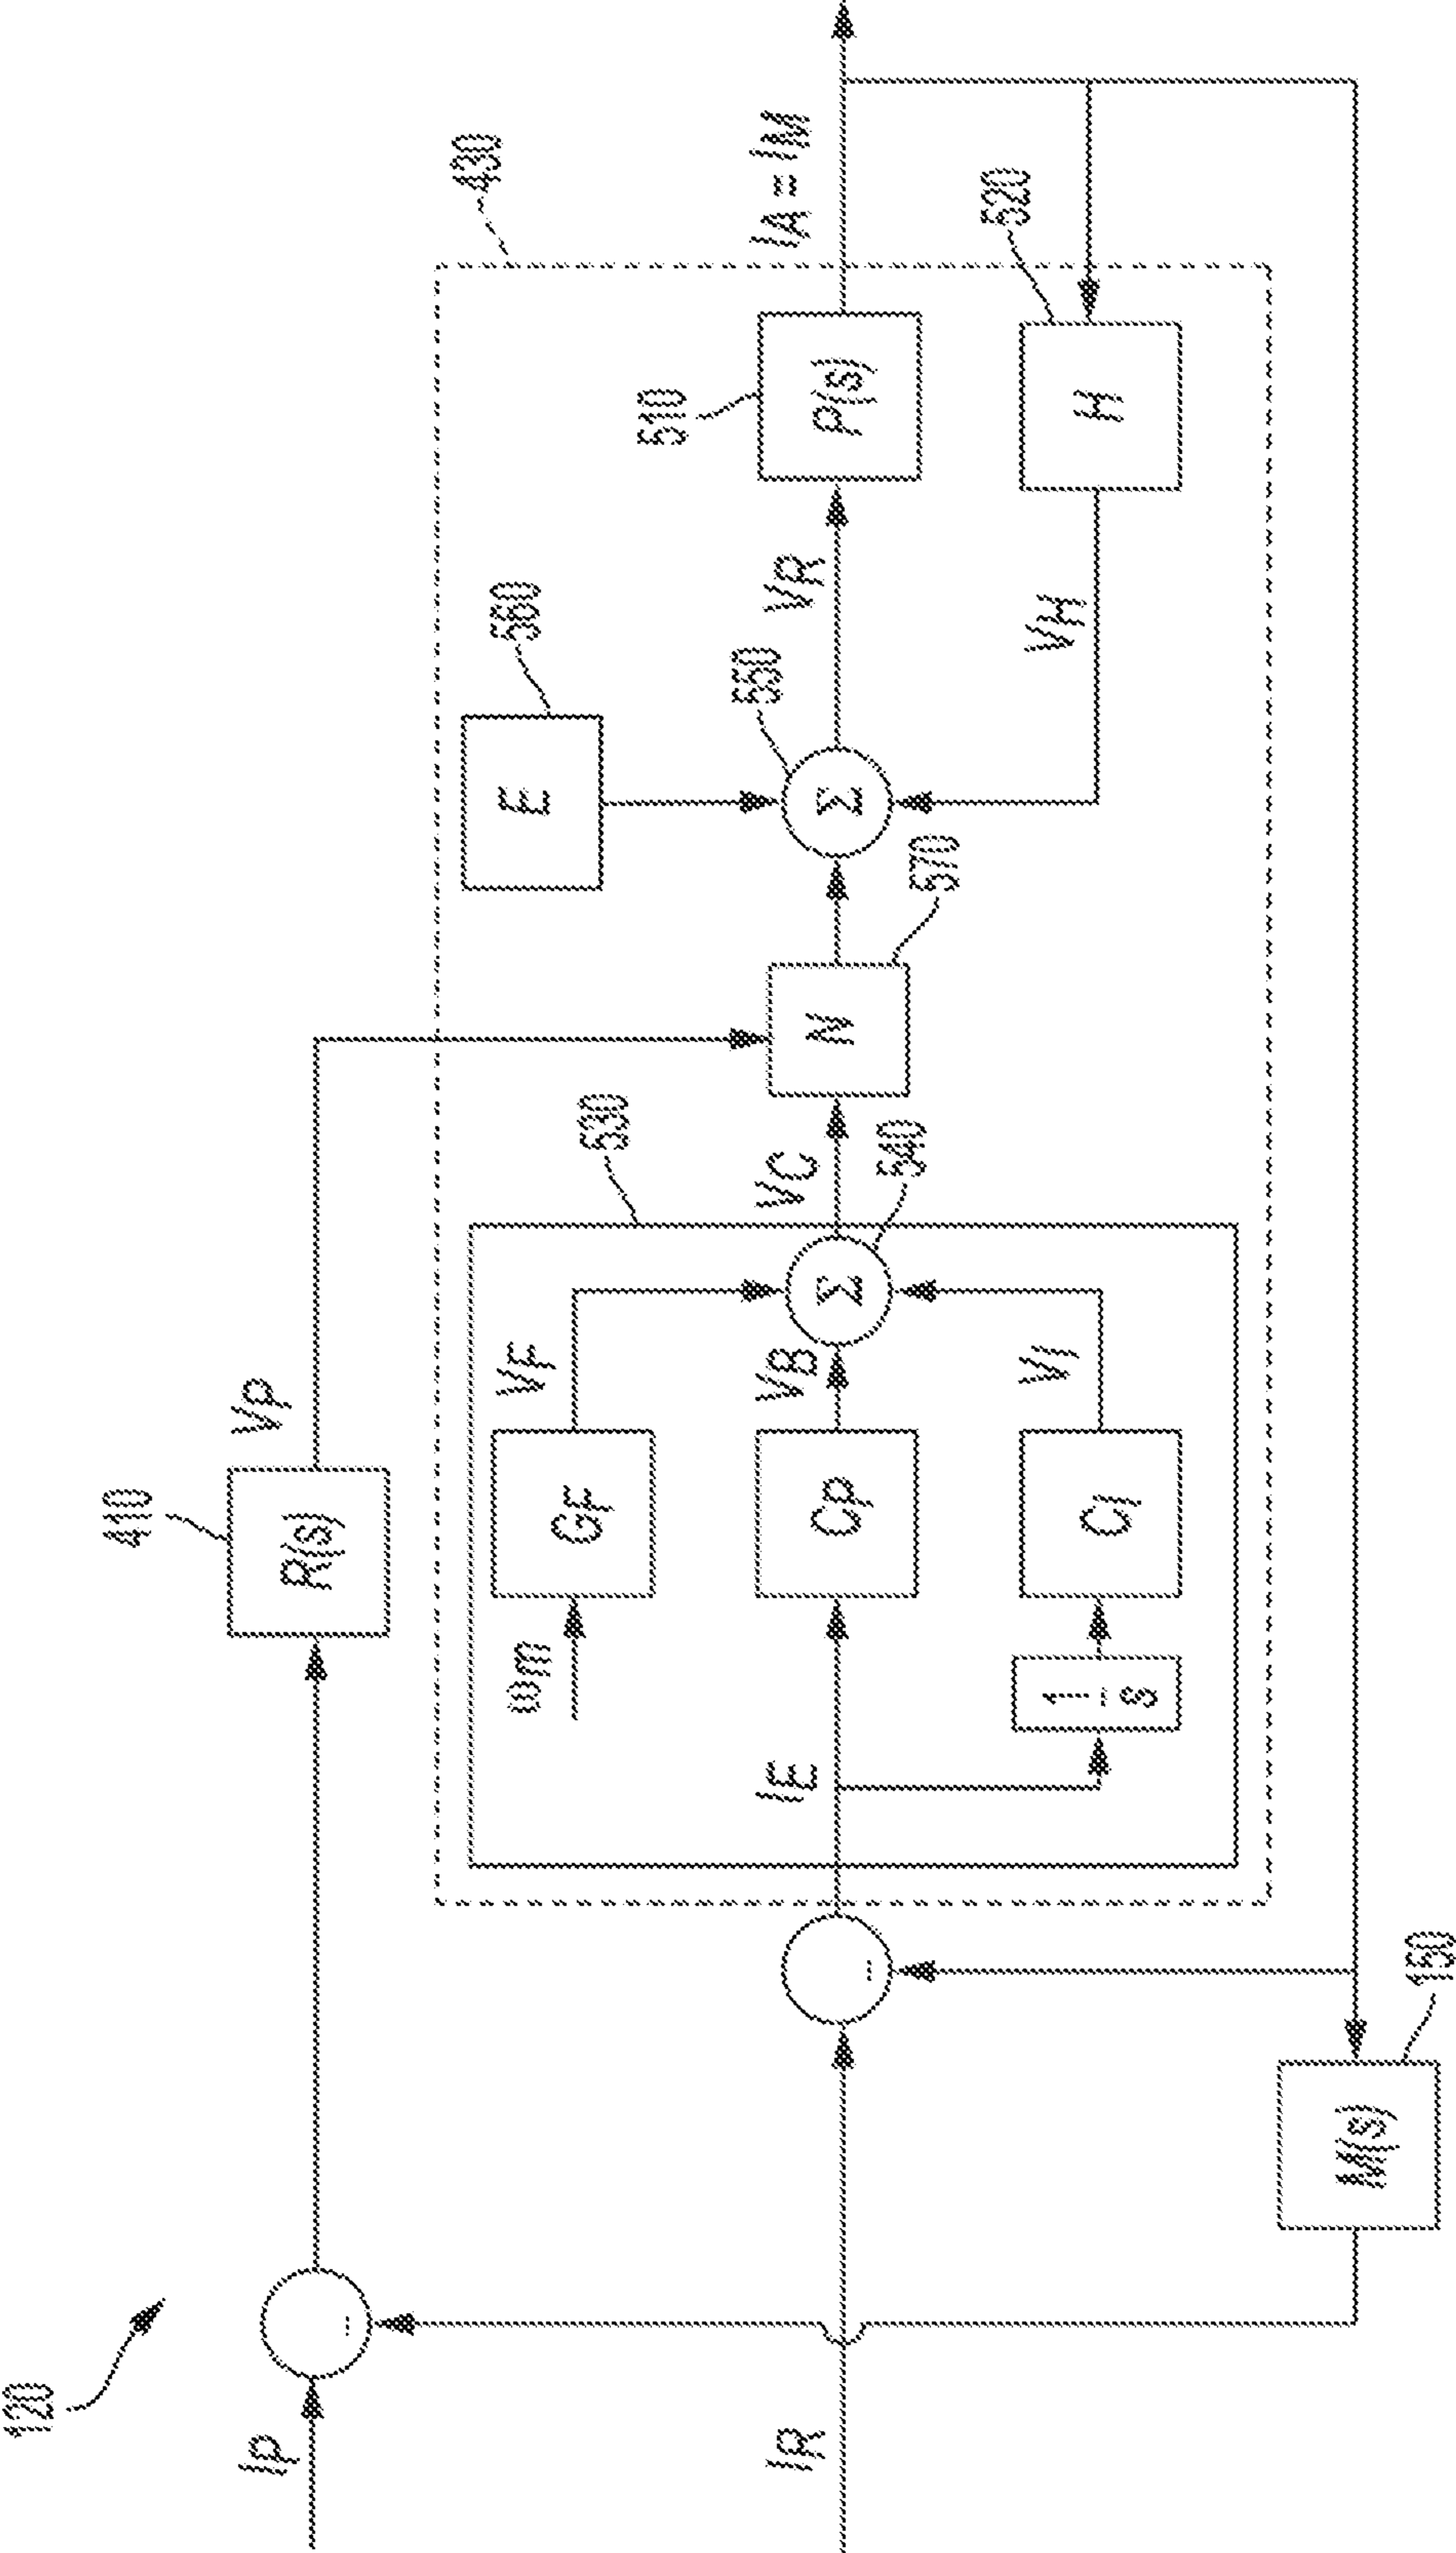 120
IP
IR
410
R(s)
VP
430
530
ωm
GF
VF
IE
CP
VB
1
s
CI
VI
Σ
540
VC
N
570
E
560
Σ
550
VR
510
P(s)
IA = IM
520
H
VH
M(s)
150
-
-